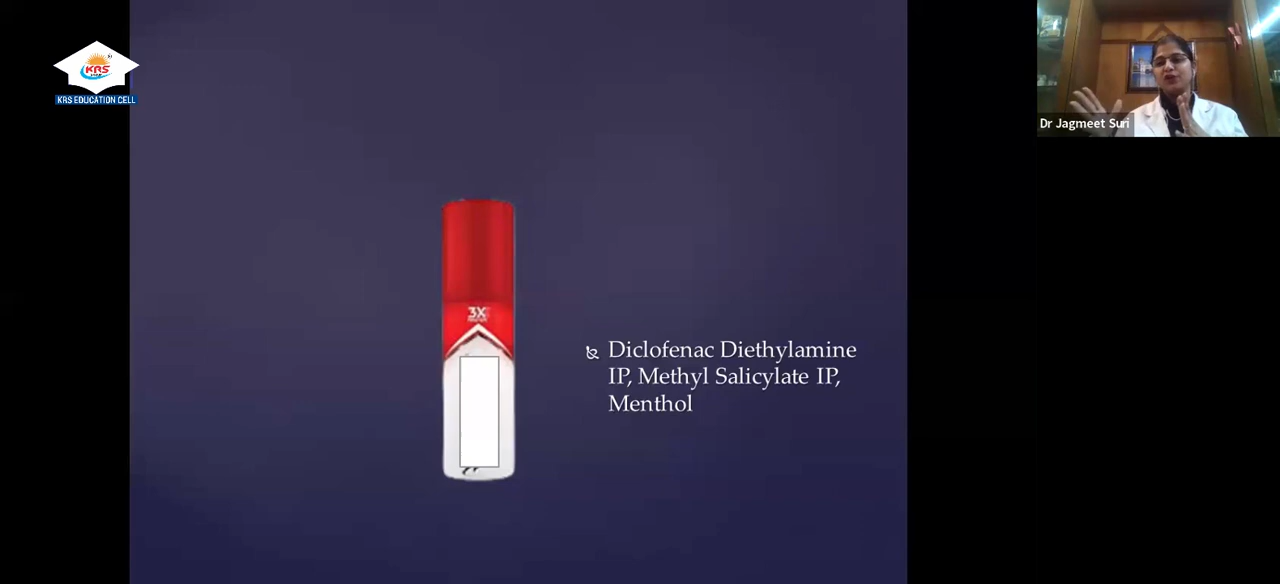 KRS
KRS EDUCATION CELL
Dr Jagmeet Suri
3X
Diclofenac Diethylamine
IP, Methyl Salicylate IP,
Menthol